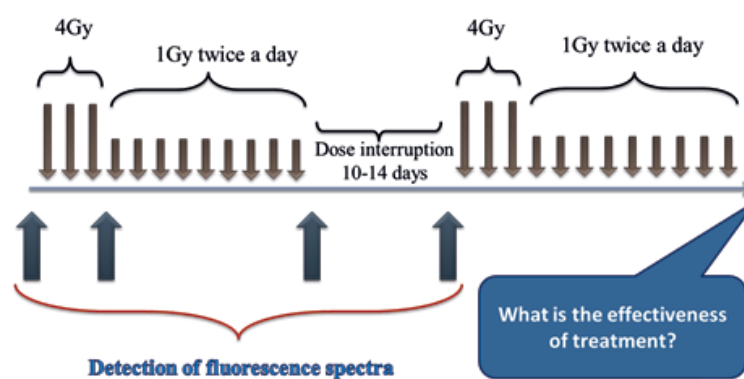 4Gy
1Gy twice a day
4Gy
1Gy twice a day
Dose interruption
10-14 days
What is the effectiveness
of treatment?
Detection of fluorescence spectra